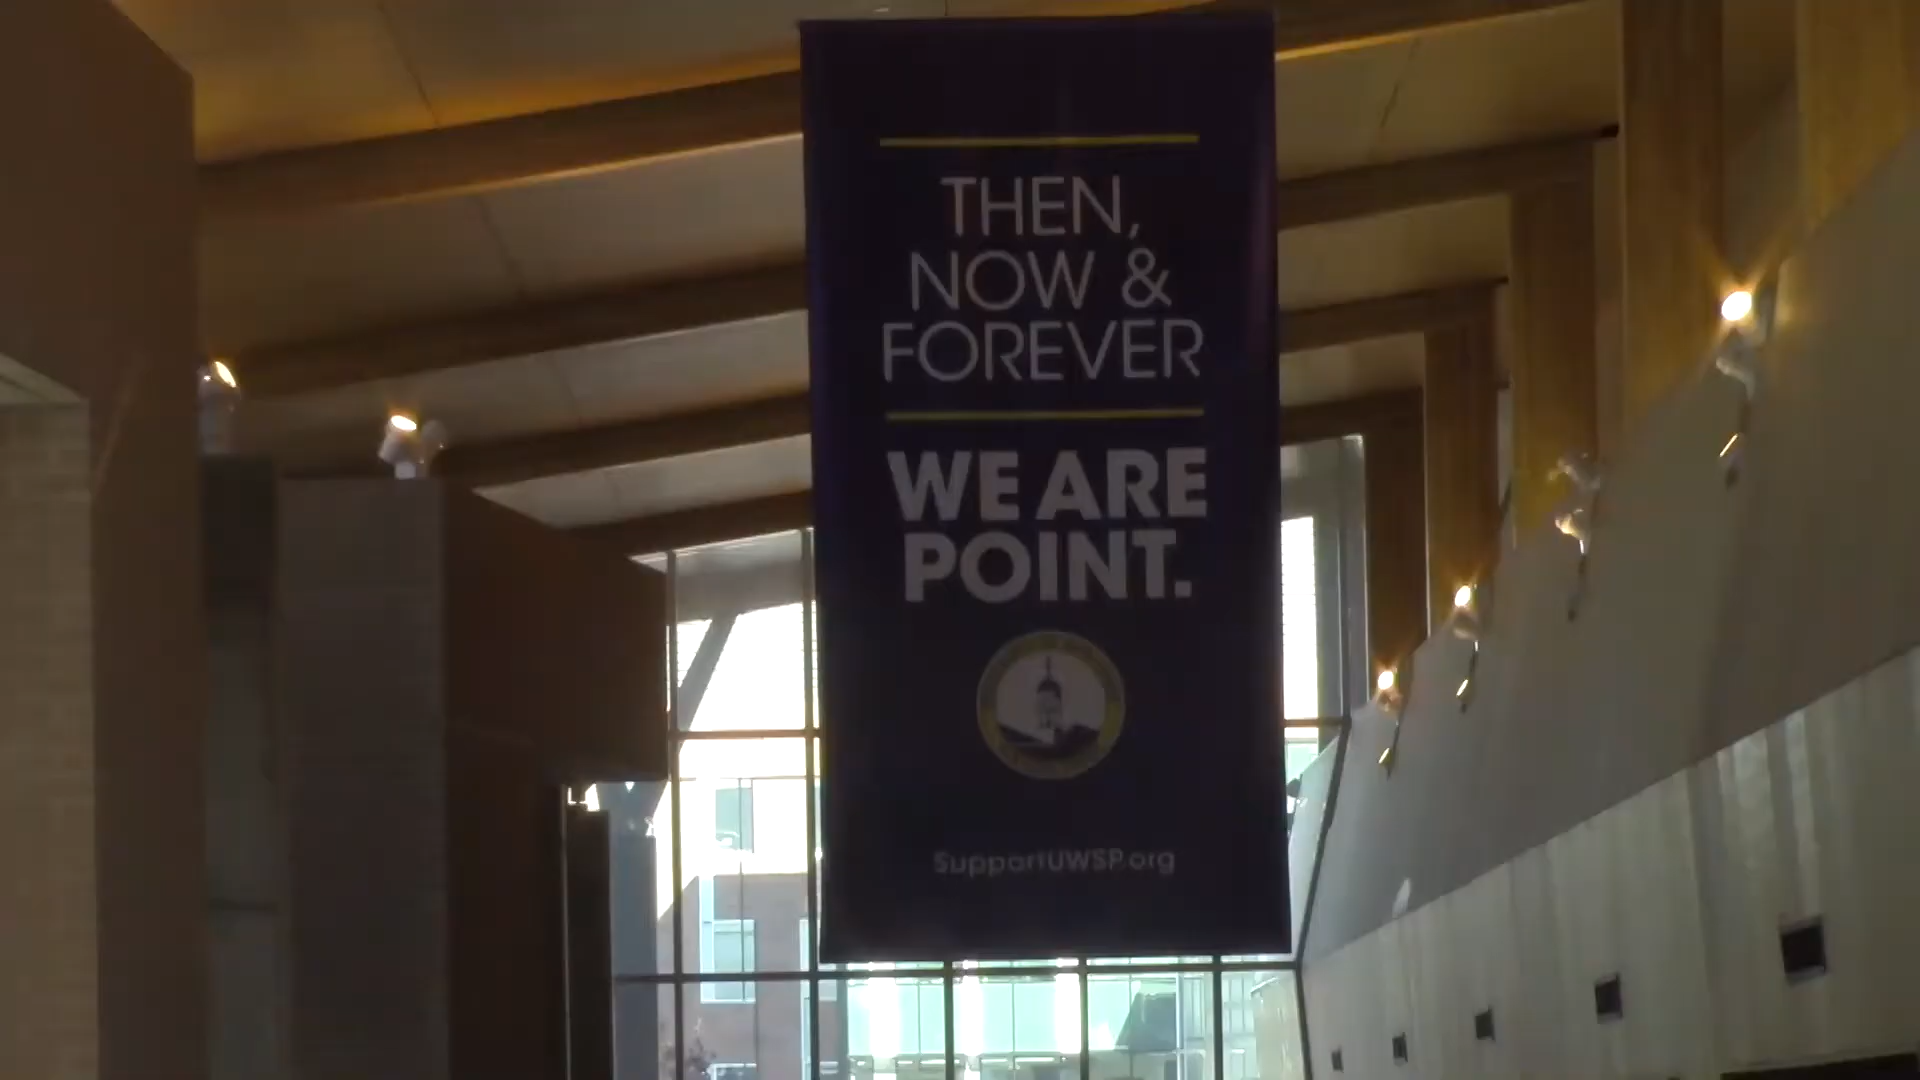 THEN,
NOW &
FOREVER
WE ARE
POINT.
SupportUWSP.org